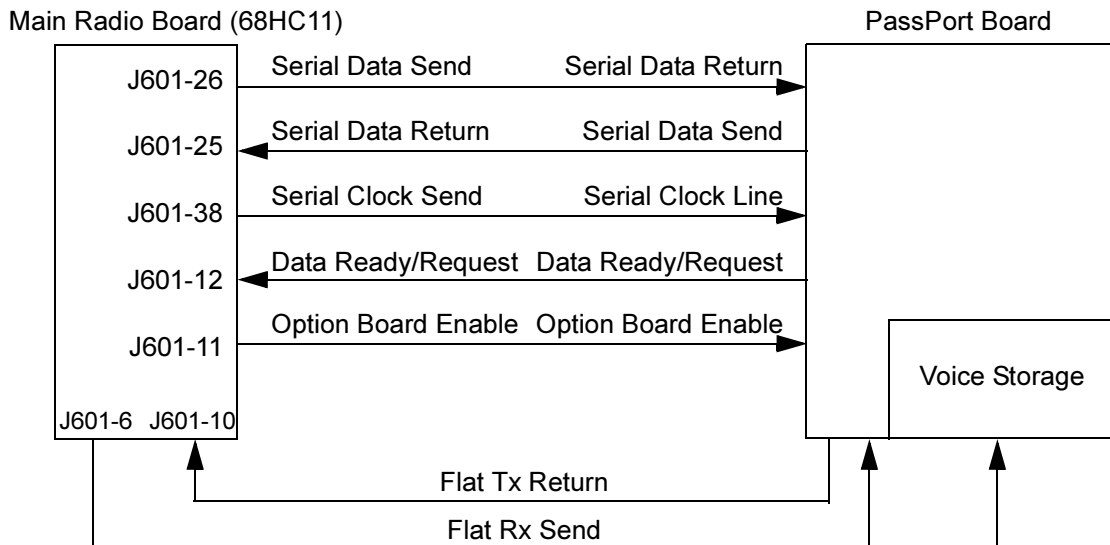 Main Radio Board (68HC11)
PassPort Board
J601-26
Serial Data Send
Serial Data Return
J601-25
Serial Data Return
Serial Data Send
J601-38
Serial Clock Send
Serial Clock Line
J601-12
Data Ready/Request
Data Ready/Request
J601-11
Option Board Enable
Option Board Enable
Voice Storage
J601-6
J601-10
Flat Tx Return
Flat Rx Send